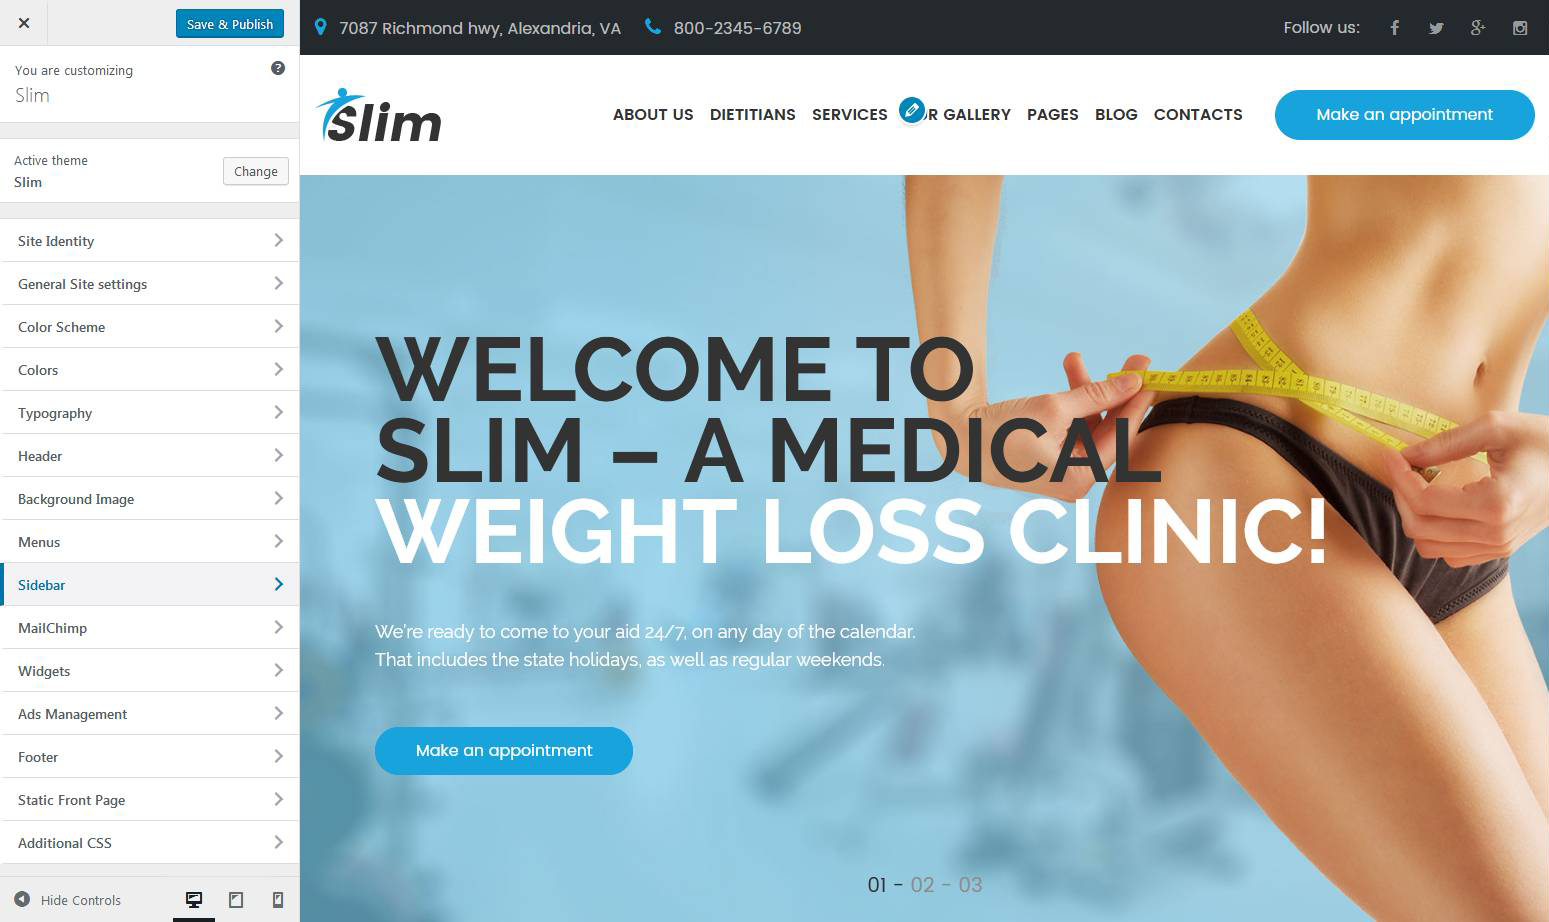 Save & Publish
You are customizing
Slim
Active theme
Slim
Change
Site Identity
General Site settings
Color Scheme
Colors
Typography
Header
Background Image
Menus
Sidebar
MailChimp
Widgets
Ads Management
Footer
Static Front Page
Additional CSS
Hide Controls
7087 Richmond hwy, Alexandria, VA
800-2345-6789
Follow us:
Slim
ABOUT US
DIETITIANS
SERVICES
GALLERY
PAGES
BLOG
CONTACTS
Make an appointment
WELCOME TO
SLIM – A MEDICAL
WEIGHT LOSS CLINIC!
We're ready to come to your aid 24/7, on any day of the calendar.
That includes the state holidays, as well as regular weekends.
Make an appointment
01 - 02 - 03